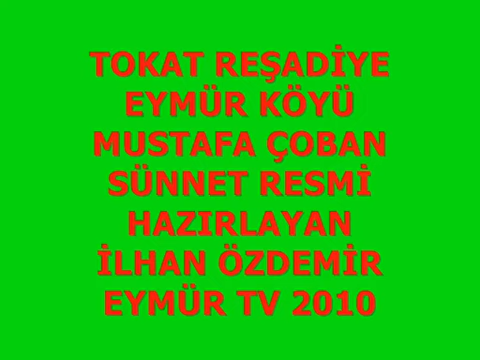 TOKAT REŞADİYE
EYMÜR KÖYÜ
MUSTAFA ÇOBAN
SÜNNET RESMİ
HAZIRLAYAN
İLHAN ÖZDEMİR
EYMÜR TV 2010